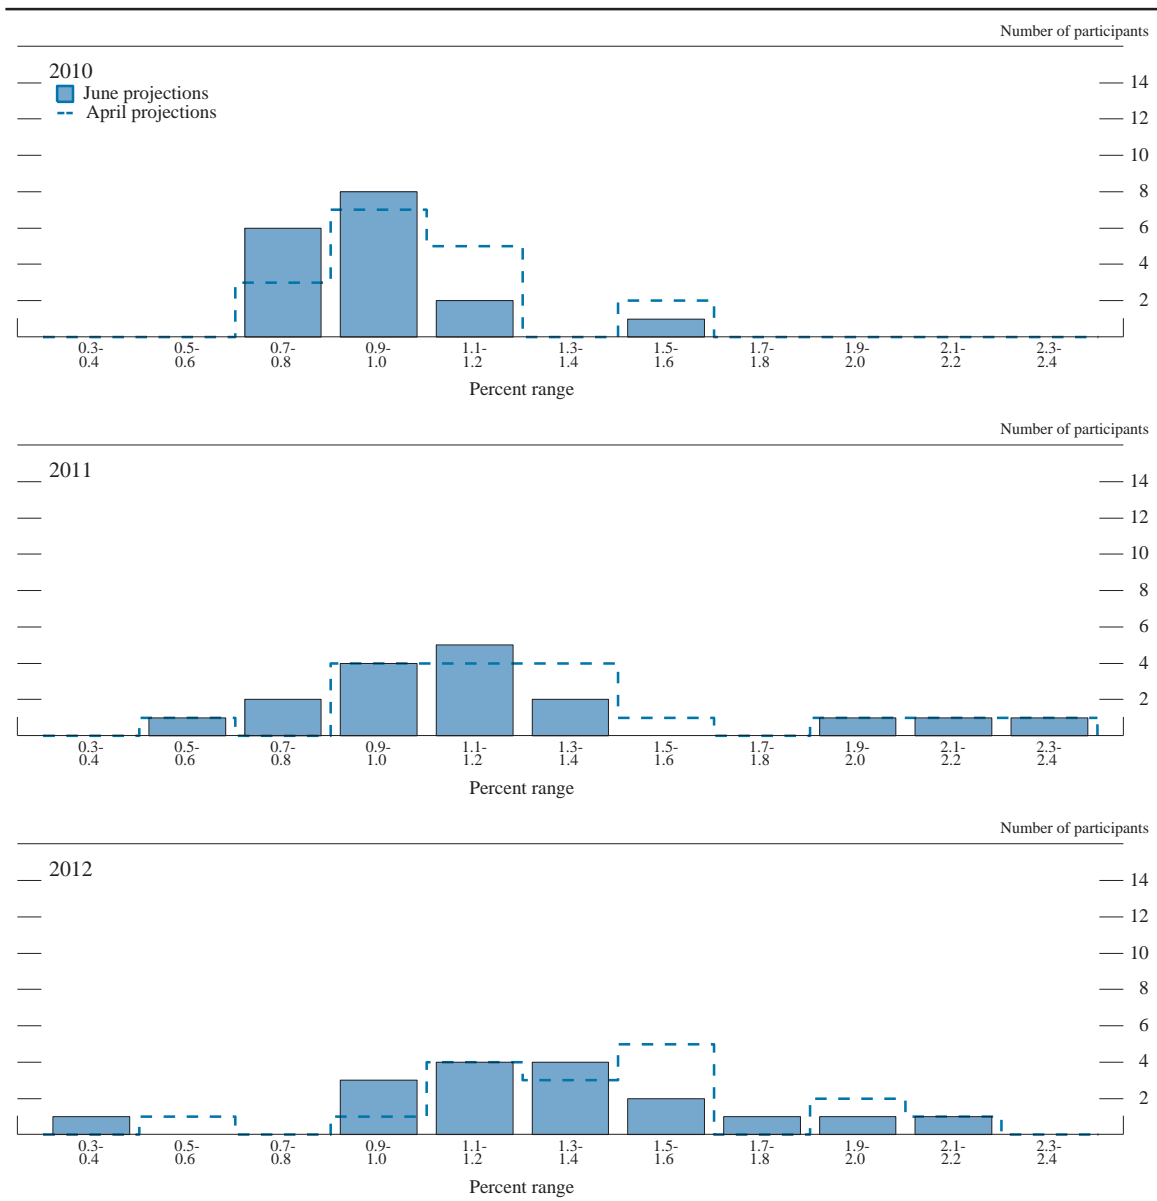 Number of participants
2010
June projections
April projections
14
12
10
8
6
4
2
0.3- 0.5- 0.7- 0.9- 1.1- 1.3- 1.5- 1.7- 1.9- 2.1- 2.3-
0.4 0.6 0.8 1.0 1.2 1.4 1.6 1.8 2.0 2.2 2.4
Percent range
Number of participants
2011
14
12
10
8
6
4
2
0.3- 0.5- 0.7- 0.9- 1.1- 1.3- 1.5- 1.7- 1.9- 2.1- 2.3-
0.4 0.6 0.8 1.0 1.2 1.4 1.6 1.8 2.0 2.2 2.4
Percent range
Number of participants
2012
14
12
10
8
6
4
2
0.3- 0.5- 0.7- 0.9- 1.1- 1.3- 1.5- 1.7- 1.9- 2.1- 2.3-
0.4 0.6 0.8 1.0 1.2 1.4 1.6 1.8 2.0 2.2 2.4
Percent range